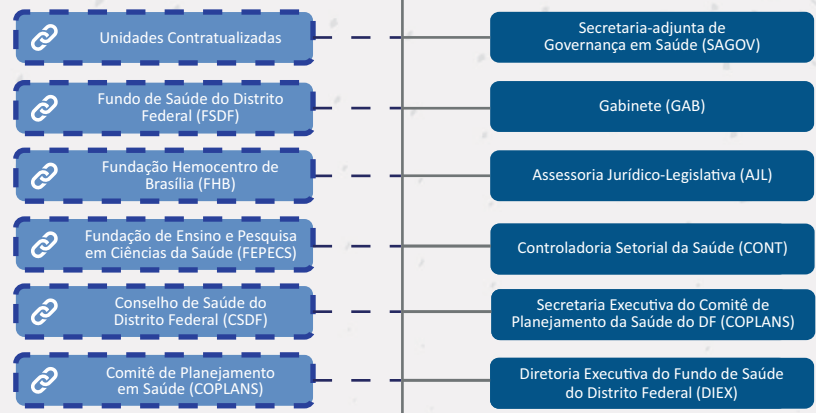 Unidades Contratualizadas
Secretaria-adjunta de
Governança em Saúde (SAGOV)
Fundo de Saúde do Distrito
Federal (FSDF)
Gabinete (GAB)
Fundação Hemocentro de
Brasília (FHB)
Assessoria Jurídico-Legislativa (AJL)
Fundação de Ensino e Pesquisa
em Ciências da Saúde (FEPECS)
Controladoria Setorial da Saúde (CONT)
Conselho de Saúde do
Distrito Federal (CSDF)
Secretaria Executiva do Comitê de
Planejamento da Saúde do DF (COPLANS)
Comitê de Planejamento
em Saúde (COPLANS)
Diretoria Executiva do Fundo de Saúde
do Distrito Federal (DIEX)